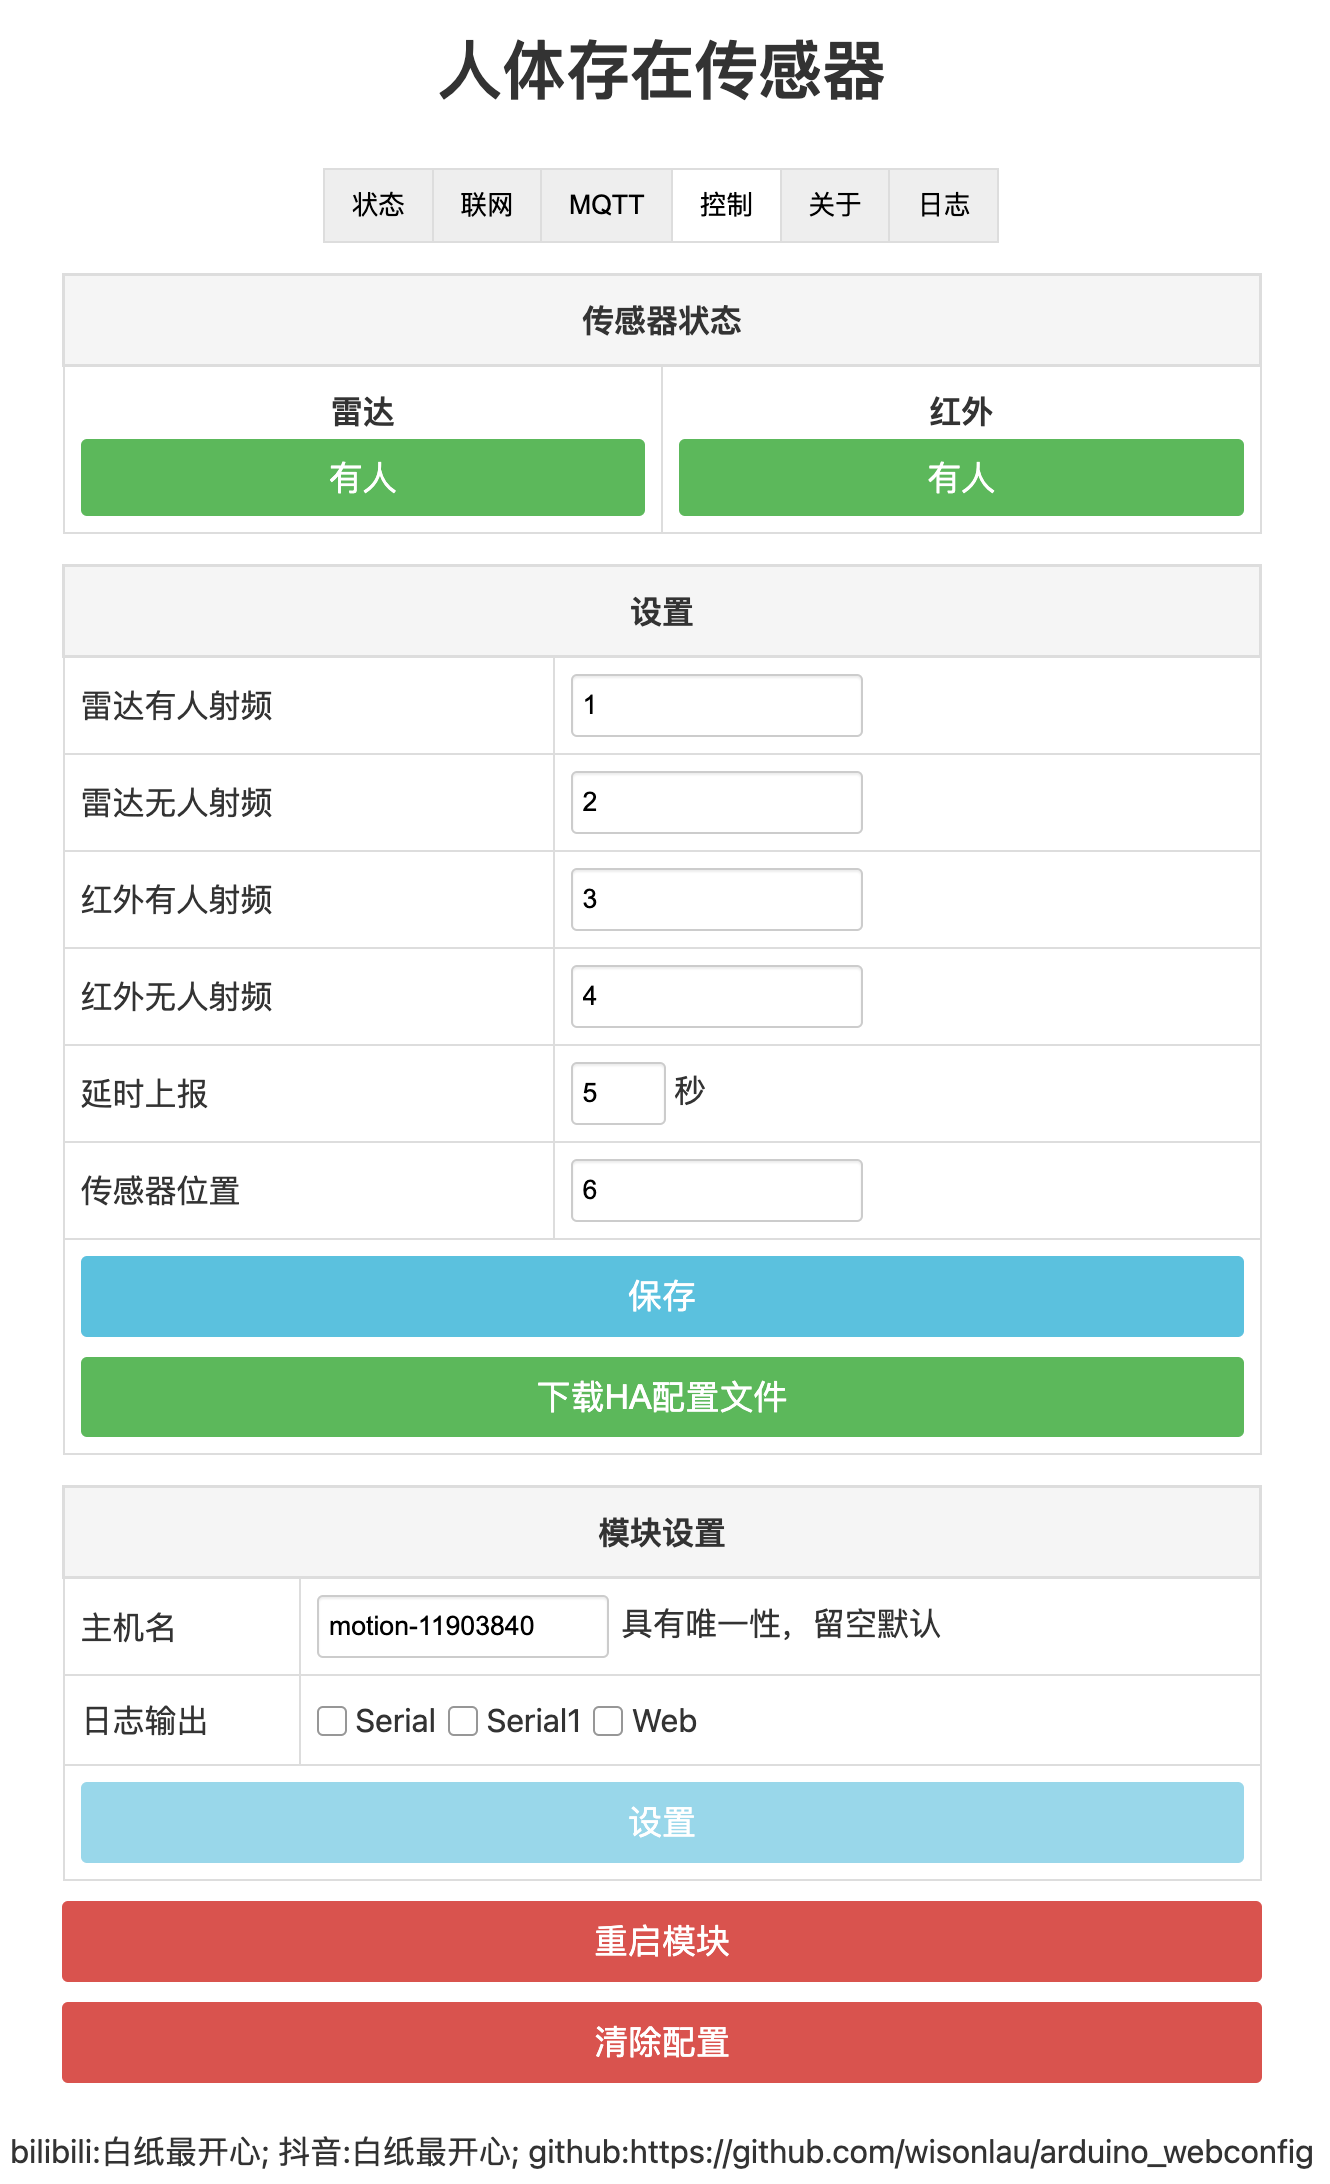 人体存在传感器
状态 联网 MQTT 控制 关于 日志
传感器状态
雷达 红外
有人 有人
设置
雷达有人射频 1
雷达无人射频 2
红外有人射频 3
红外无人射频 4
延时上报 5 秒
传感器位置 6
保存
下载HA配置文件
模块设置
主机名 motion-11903840 具有唯一性，留空默认
日志输出 Serial Serial1 Web
设置
重启模块
清除配置
bilibili:白纸最开心; 抖音:白纸最开心; github:https://github.com/wisonlau/arduino_webconfig